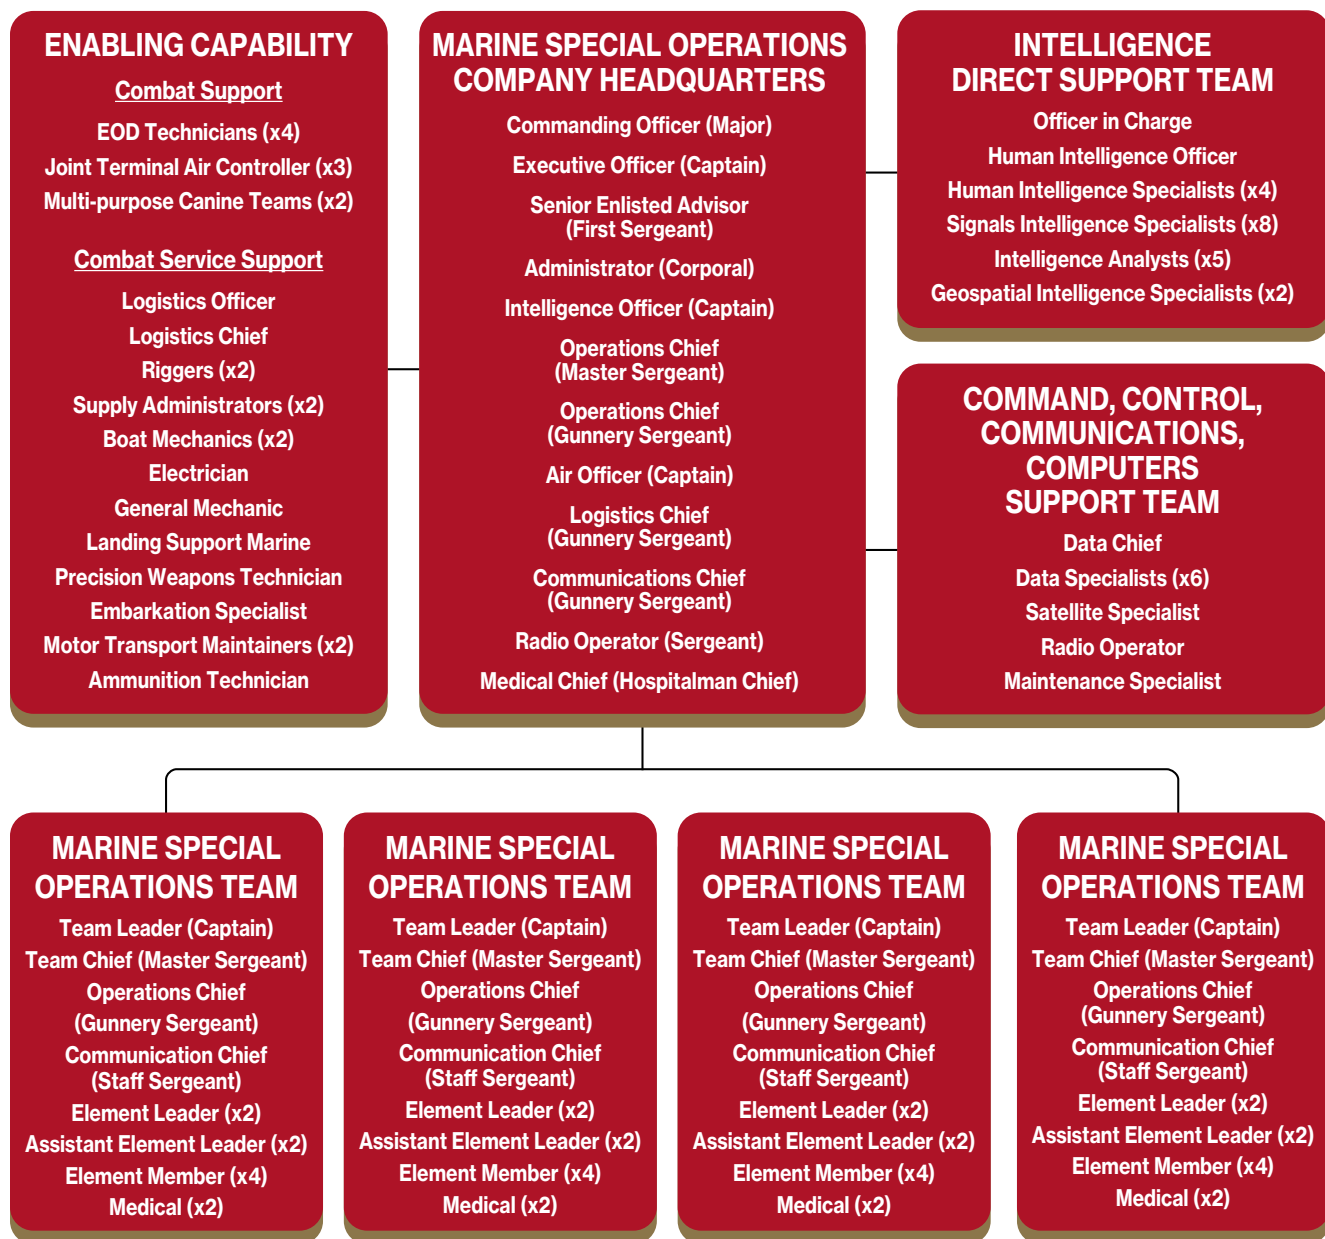 ENABLING CAPABILITY
Combat Support
EOD Technicians (x4)
Joint Terminal Air Controller (x3)
Multi-purpose Canine Teams (x2)
Combat Service Support
Logistics Officer
Logistics Chief
Riggers (x2)
Supply Administrators (x2)
Boat Mechanics (x2)
Electrician
General Mechanic
Landing Support Marine
Precision Weapons Technician
Embarkation Specialist
Motor Transport Maintainers (x2)
Ammunition Technician
MARINE SPECIAL OPERATIONS
COMPANY HEADQUARTERS
Commanding Officer (Major)
Executive Officer (Captain)
Senior Enlisted Advisor
(First Sergeant)
Administrator (Corporal)
Intelligence Officer (Captain)
Operations Chief
(Master Sergeant)
Operations Chief
(Gunnery Sergeant)
Air Officer (Captain)
Logistics Chief
(Gunnery Sergeant)
Communications Chief
(Gunnery Sergeant)
Radio Operator (Sergeant)
Medical Chief (Hospitalman Chief)
INTELLIGENCE
DIRECT SUPPORT TEAM
Officer in Charge
Human Intelligence Officer
Human Intelligence Specialists (x4)
Signals Intelligence Specialists (x8)
Intelligence Analysts (x5)
Geospatial Intelligence Specialists (x2)
COMMAND, CONTROL,
COMMUNICATIONS,
COMPUTERS
SUPPORT TEAM
Data Chief
Data Specialists (x6)
Satellite Specialist
Radio Operator
Maintenance Specialist
MARINE SPECIAL
OPERATIONS TEAM
Team Leader (Captain)
Team Chief (Master Sergeant)
Operations Chief
(Gunnery Sergeant)
Communication Chief
(Staff Sergeant)
Element Leader (x2)
Assistant Element Leader (x2)
Element Member (x4)
Medical (x2)
MARINE SPECIAL
OPERATIONS TEAM
Team Leader (Captain)
Team Chief (Master Sergeant)
Operations Chief
(Gunnery Sergeant)
Communication Chief
(Staff Sergeant)
Element Leader (x2)
Assistant Element Leader (x2)
Element Member (x4)
Medical (x2)
MARINE SPECIAL
OPERATIONS TEAM
Team Leader (Captain)
Team Chief (Master Sergeant)
Operations Chief
(Gunnery Sergeant)
Communication Chief
(Staff Sergeant)
Element Leader (x2)
Assistant Element Leader (x2)
Element Member (x4)
Medical (x2)
MARINE SPECIAL
OPERATIONS TEAM
Team Leader (Captain)
Team Chief (Master Sergeant)
Operations Chief
(Gunnery Sergeant)
Communication Chief
(Staff Sergeant)
Element Leader (x2)
Assistant Element Leader (x2)
Element Member (x4)
Medical (x2)